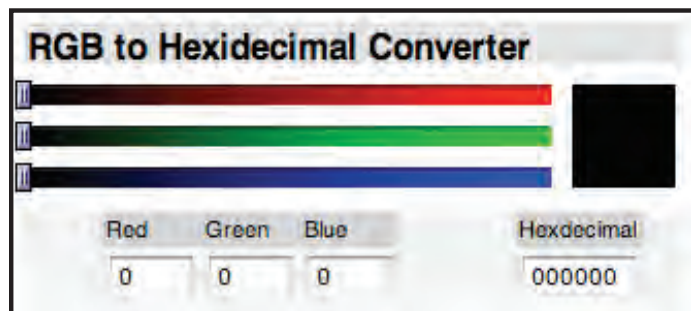 RGB to Hexidecimal Converter
Red Green Blue Hexdecimal
0 0 0 000000